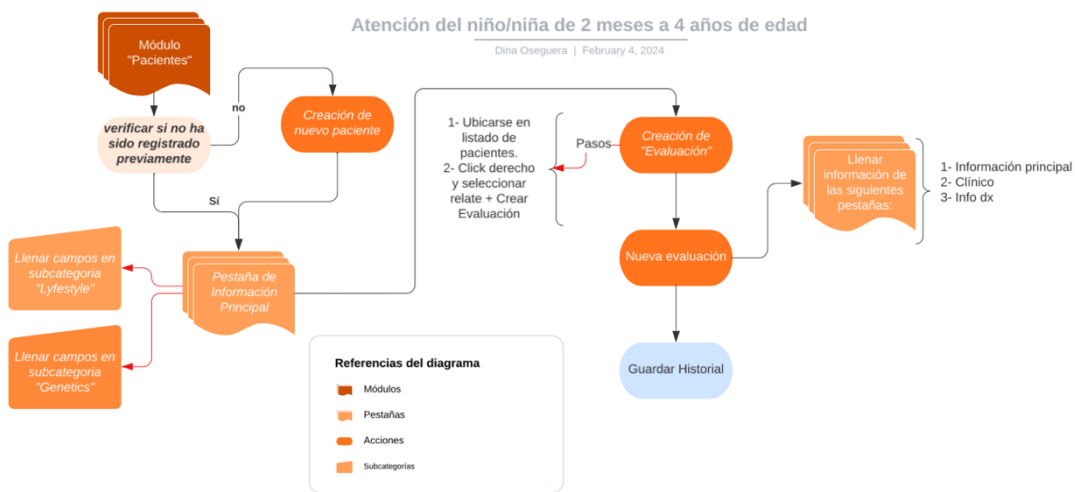 Atención del niño/niña de 2 meses a 4 años de edad
Dina Oseguera | February 4, 2024
Módulo
"Pacientes"
no
verificar si no ha
sido registrado
previamente
Creación de
nuevo paciente
Sí
Llenar campos en
subcategoria
"Lyfestyle"
Pestaña de
Información
Principal
Llenar campos en
subcategoria
"Genetics"
1- Ubicarse en
listado de
pacientes.
2- Click derecho
y seleccionar
relate + Crear
Evaluación
Pasos
Creación de
"Evaluación"
Llenar
información de
las siguientes
pestañas:
1- Información principal
2- Clínico
3- Info dx
Nueva evaluación
Guardar Historial
Referencias del diagrama
Módulos
Pestañas
Acciones
Subcategorías